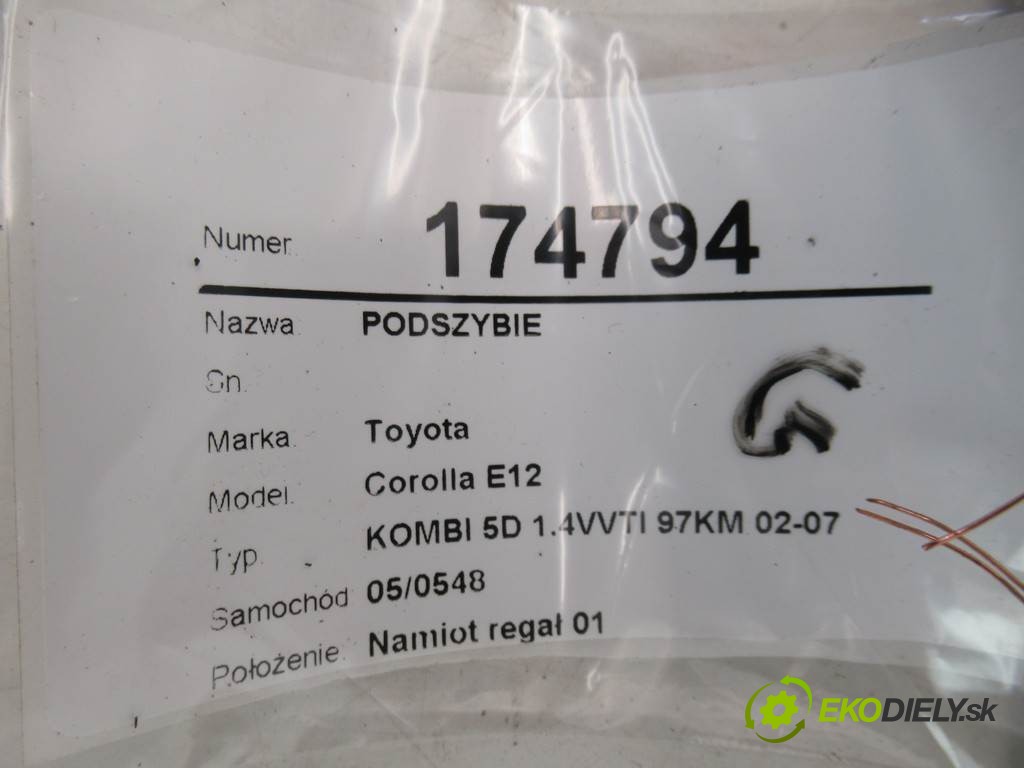 Numer. 174794
Nazwa: PODSZYBIE
Sn.
Marka: Toyota
Model. Corolla E12
Typ. KOMBI 5D 1.4VVTI 97KM 02-07
Samochód 05/0548
Położenie: Namiot regał 01
G
EKODIELY.sk